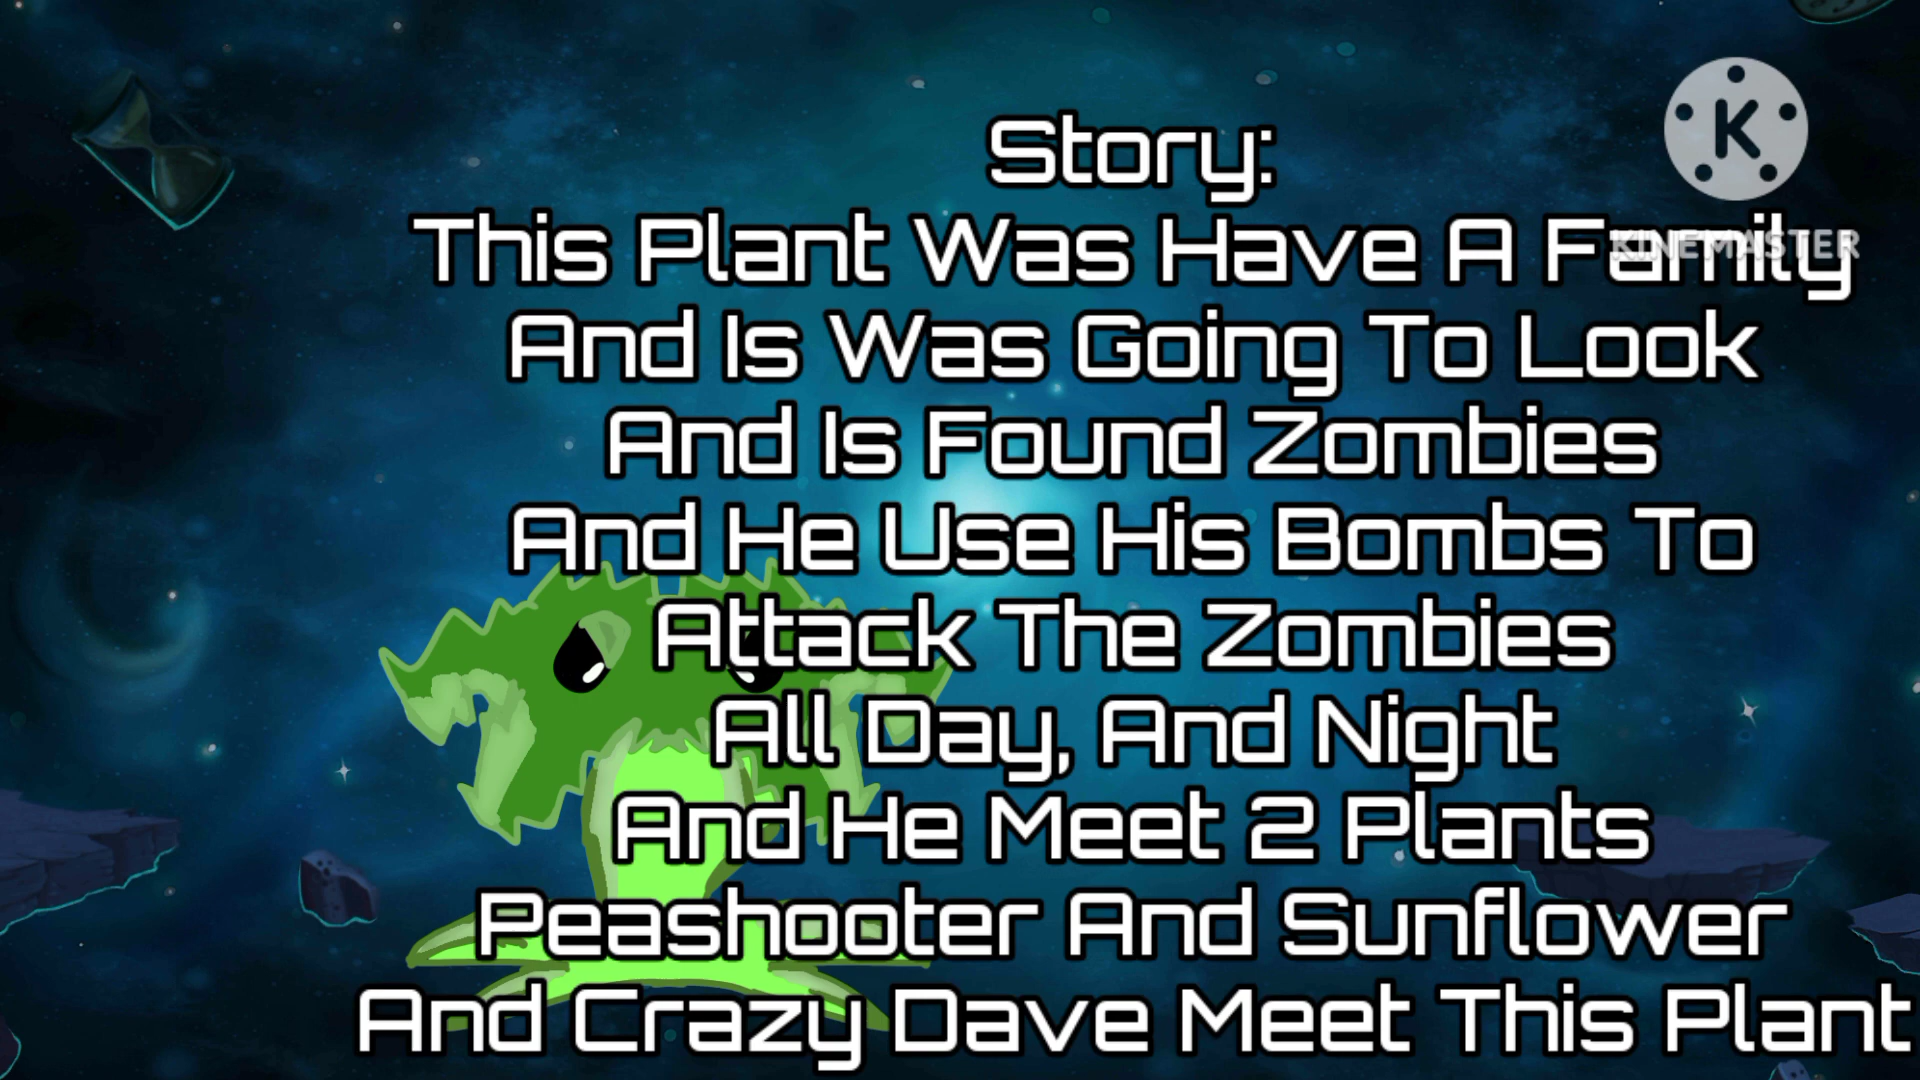 Story:
This Plant Was Have A Family
And Is Was Going To Look
And Is Found Zombies
And He Use His Bombs To
Attack The Zombies
All Day, And Night
And He Meet 2 Plants
Peashooter And Sunflower
And Crazy Dave Meet This Plant
K
KINEMASTER